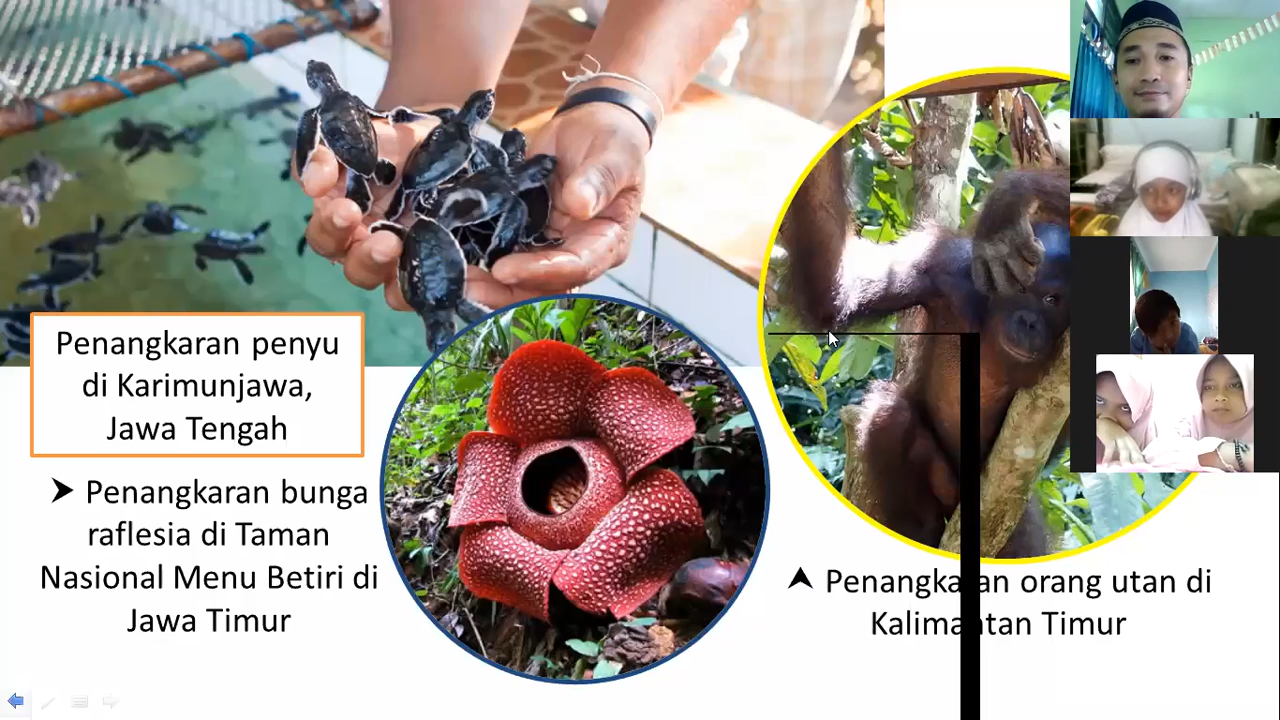 Penangkaran penyu
di Karimunjawa,
Jawa Tengah
Penangkaran bunga
raflesia di Taman
Nasional Menu Betiri di
Jawa Timur
Penangkaran orang utan di
Kalimantan Timur